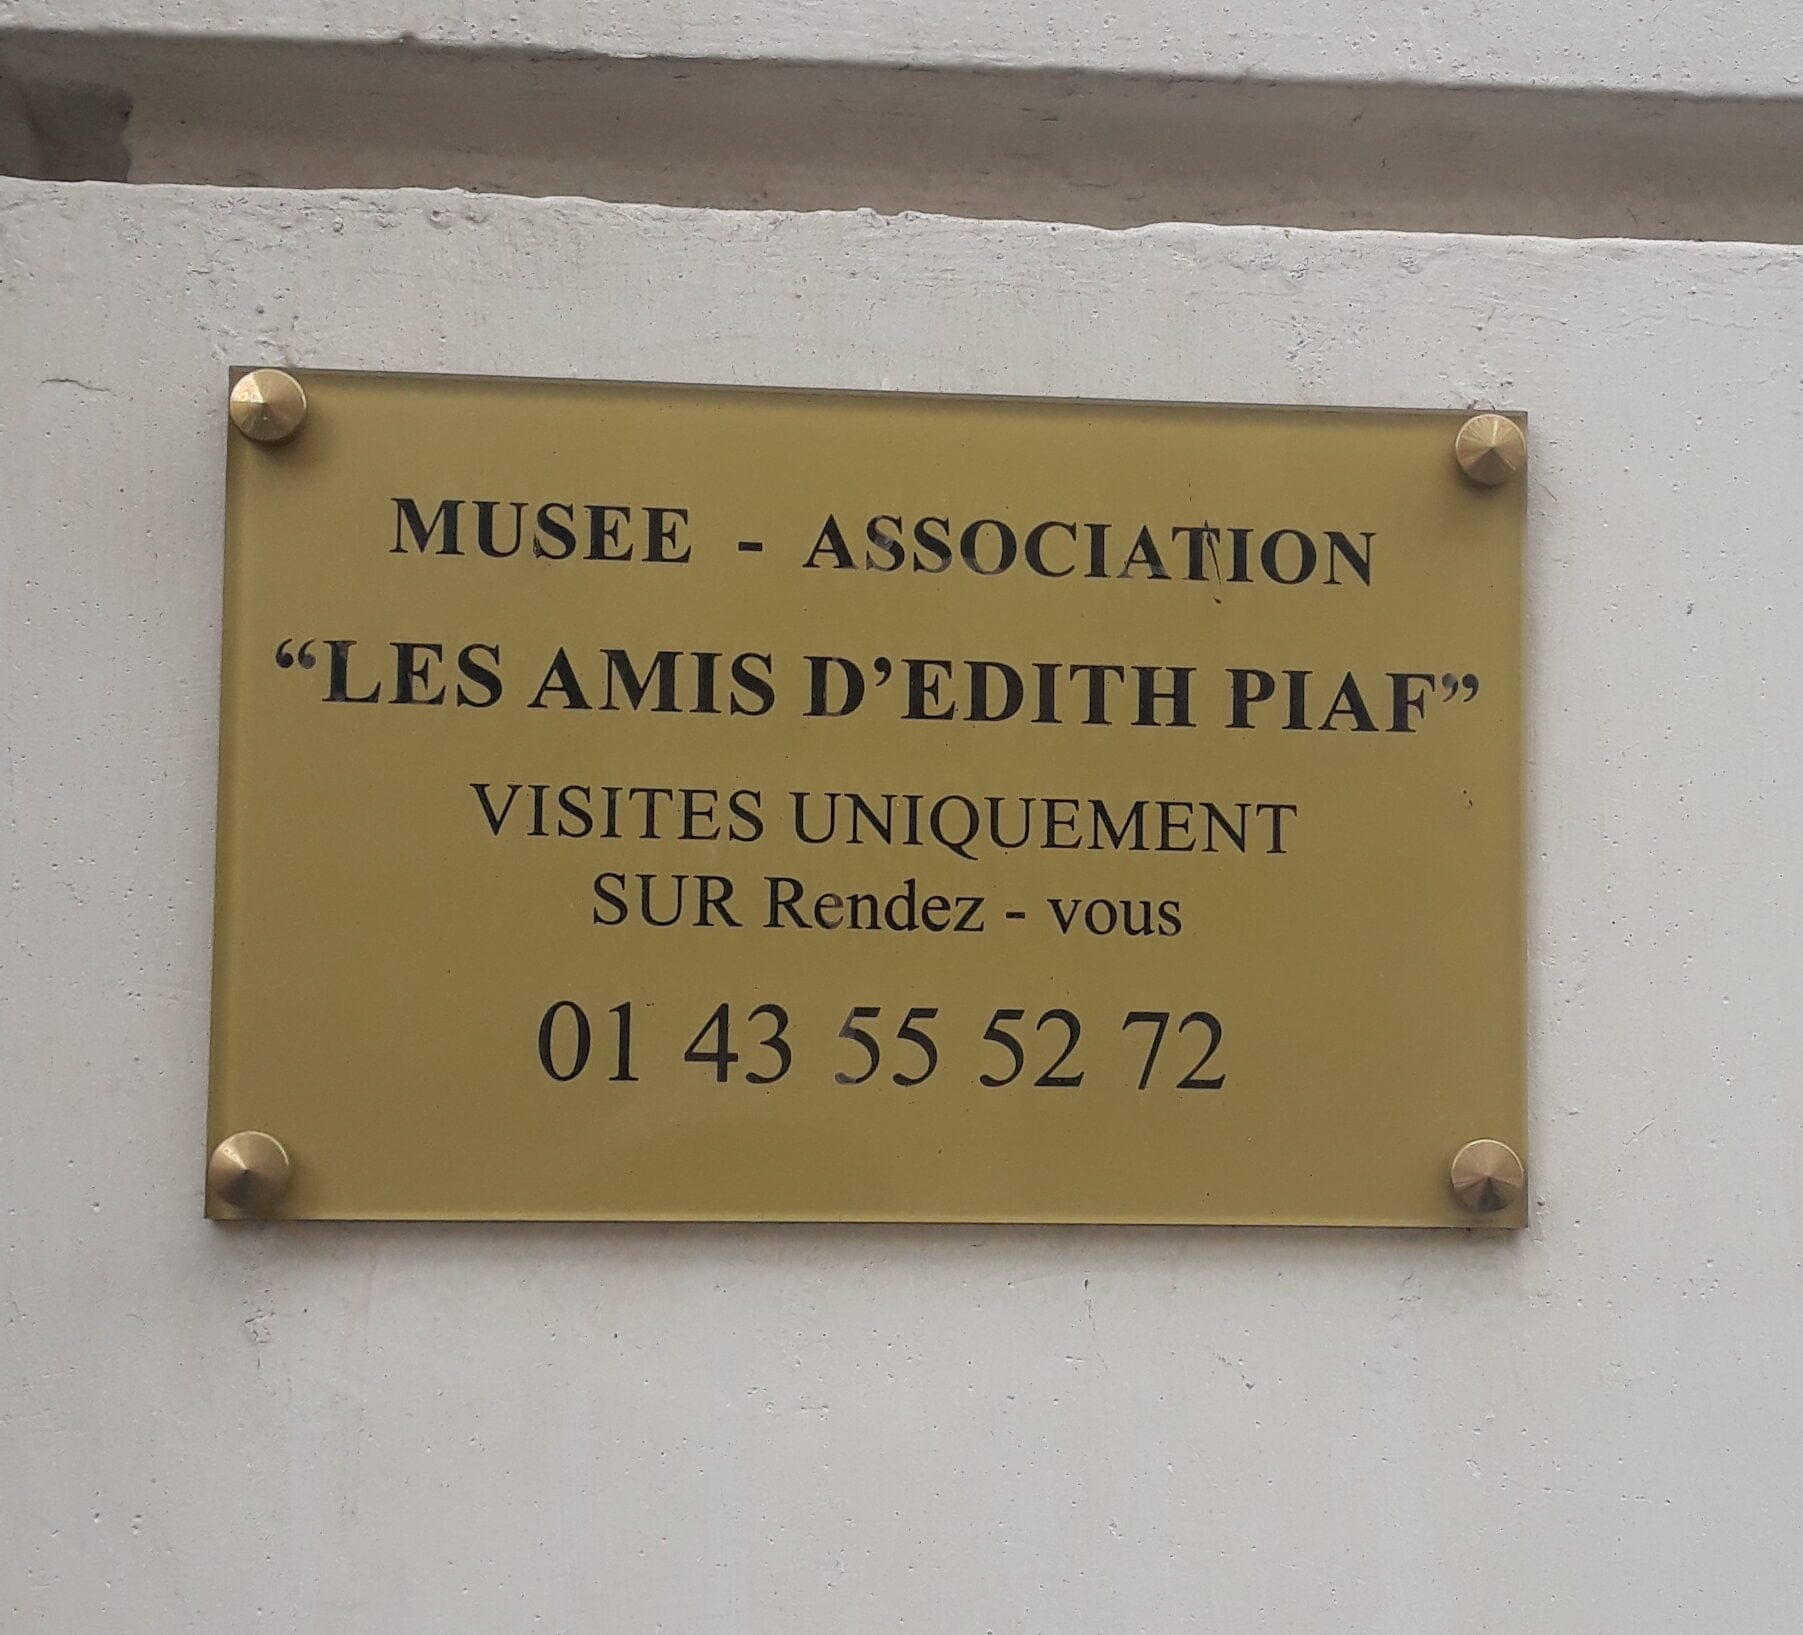 MUSEE - ASSOCIATION
“LES AMIS D’EDITH PIAF”
VISITES UNIQUEMENT
SUR Rendez - vous
01 43 55 52 72